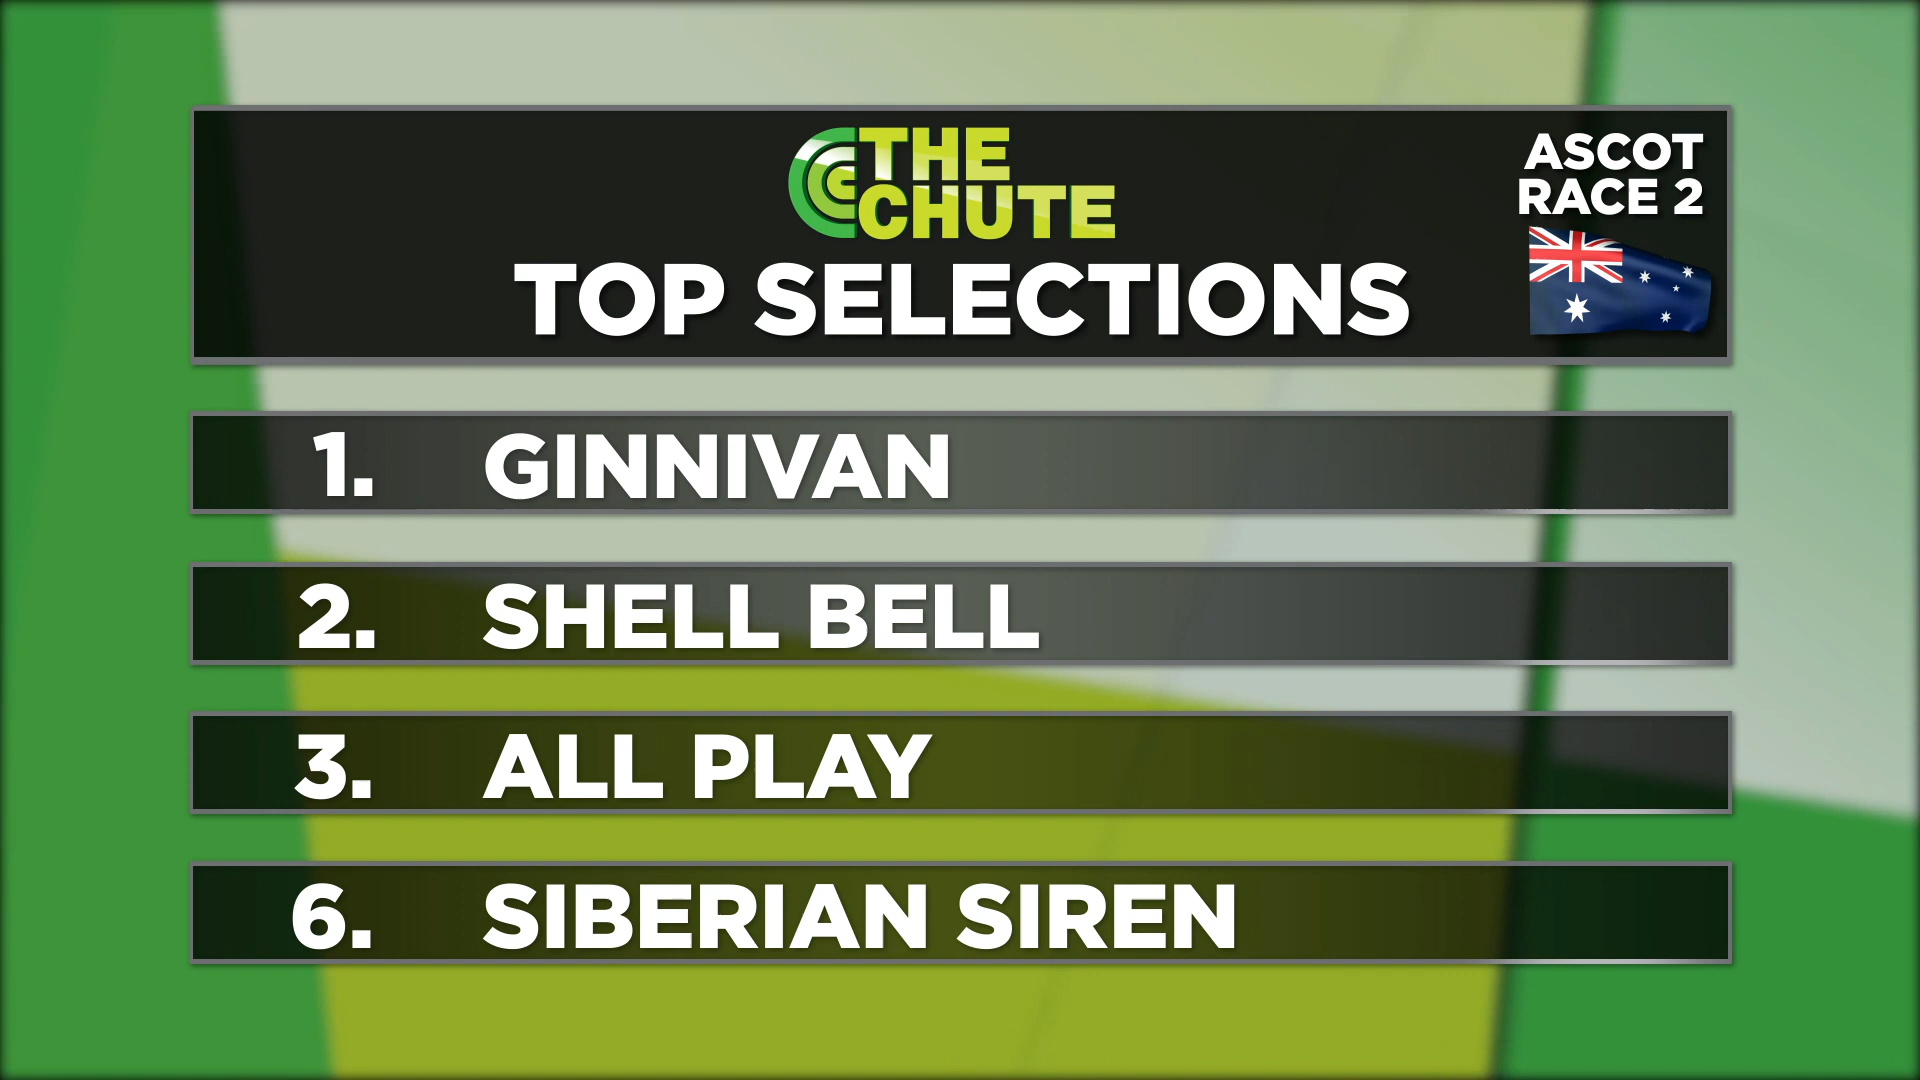 THE
CHUTE
TOP SELECTIONS
ASCOT
RACE 2
1. GINNIVAN
2. SHELL BELL
3. ALL PLAY
6. SIBERIAN SIREN